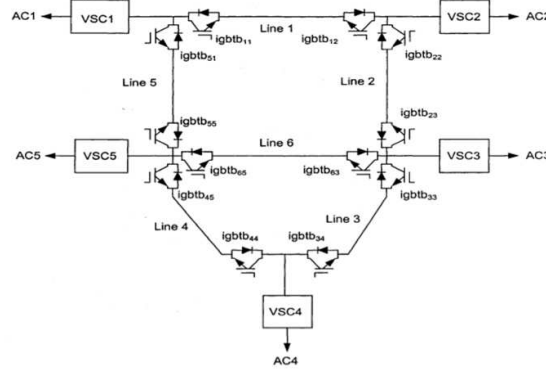 AC1 VSC1 Line 1 VSC2 AC2
igbtb11 igbtb12
igbtb51 igbtb22
Line 5 Line 2
igbtb55 igbtb23
Line 6
AC5 VSC5 VSC3 AC3
igbtb65 igbtb63
igbtb45 igbtb33
Line 4 Line 3
igbtb44 igbtb34
VSC4
AC4